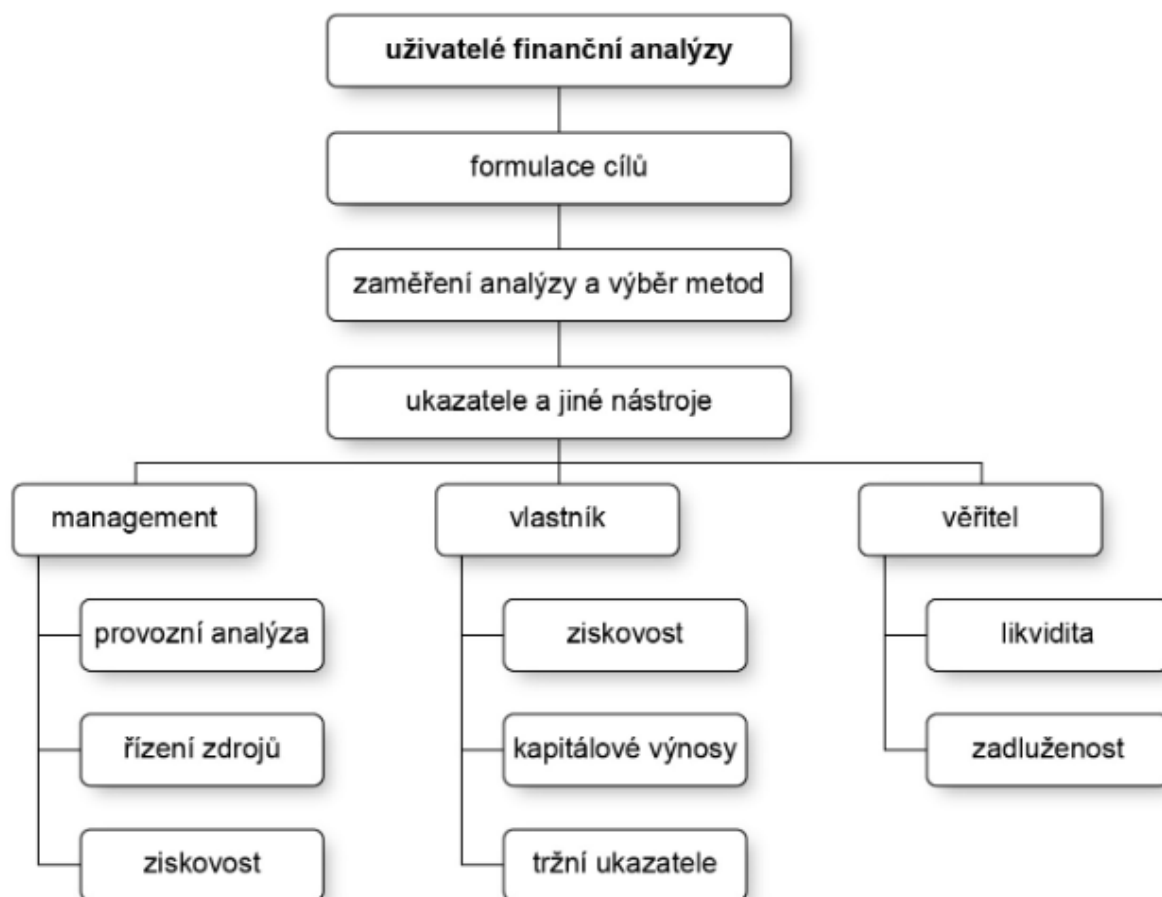 uživatelé finanční analýzy
formulace cílů
zaměření analýzy a výběr metod
ukazatele a jiné nástroje
management
provozní analýza
řízení zdrojů
ziskovost
vlastník
ziskovost
kapitálové výnosy
tržní ukazatele
věřitel
likvidita
zadluženost